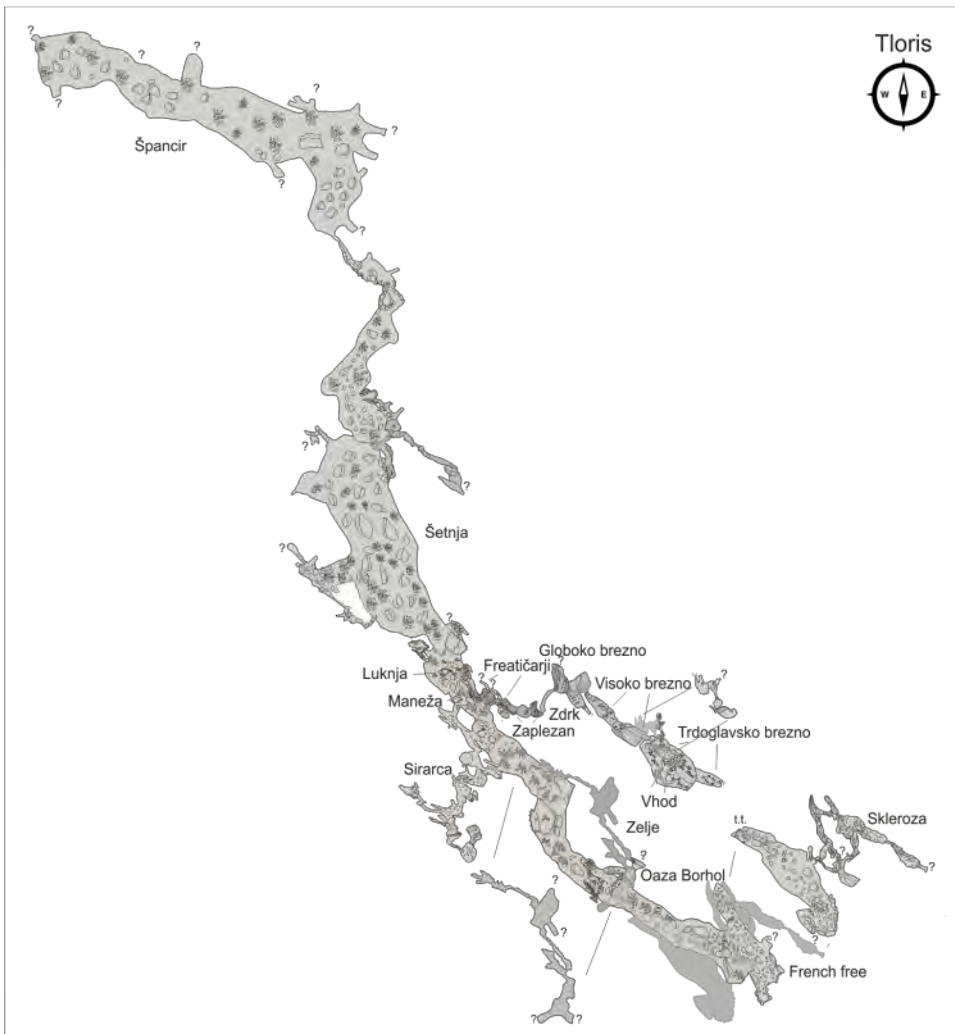 Tloris
W E
?
?
?
?
?
?
?
Špancir
?
?
?
?
Šetnja
?
?
Globoko brezno
?
Freatičarji
Luknja
?
?
Visoko brezno
?
Maneža
Zdrk
Zaplezan
Trdoglavsko brezno
Sirarca
Vhod
Zelje
t.t.
Skleroza
?
?
?
Oaza Borhol
?
?
?
?
French free
?
?